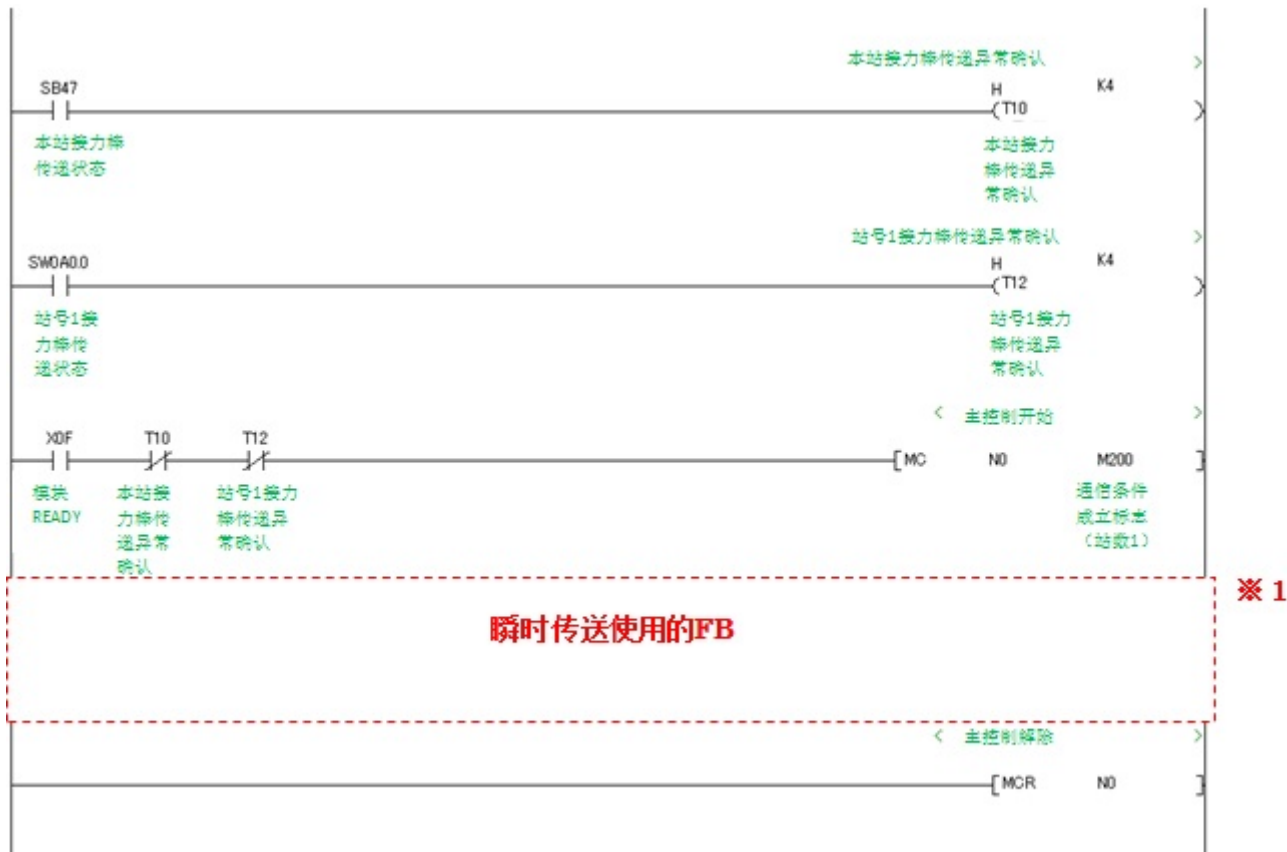 本站接力棒传递异常确认 >
SB47 H K4
(T10 )
本站接力棒
传递状态
本站接力
棒传递异
常确认
站号1接力棒传递异常确认 >
SW0A0.0 H K4
(T12 )
站号1接
力棒传
递状态
站号1接力
棒传递异
常确认
< 主控制开始 >
X0F T10 T12
[MC N0 M200 ]
模块
READY
本站接
力棒传
递异常
确认
站号1接力
棒传递异
常确认
通信条件
成立标志
(站数1)
※1
瞬时传送使用的FB
< 主控制解除 >
[MCR N0 ]